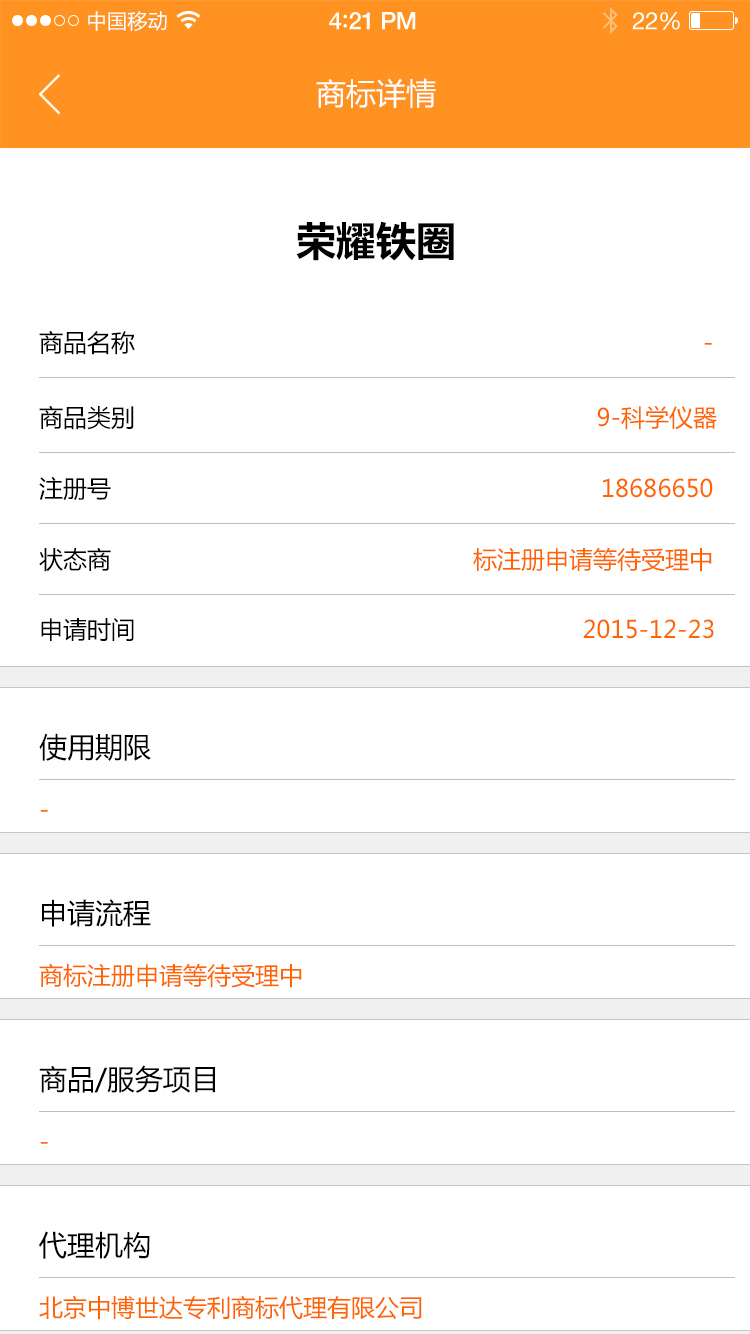 中国移动 4:21 PM 22%
商标详情
荣耀铁圈
商品名称 -
商品类别 9-科学仪器
注册号 18686650
状态商 标注册申请等待受理中
申请时间 2015-12-23
使用期限
-
申请流程
商标注册申请等待受理中
商品/服务项目
-
代理机构
北京中博世达专利商标代理有限公司